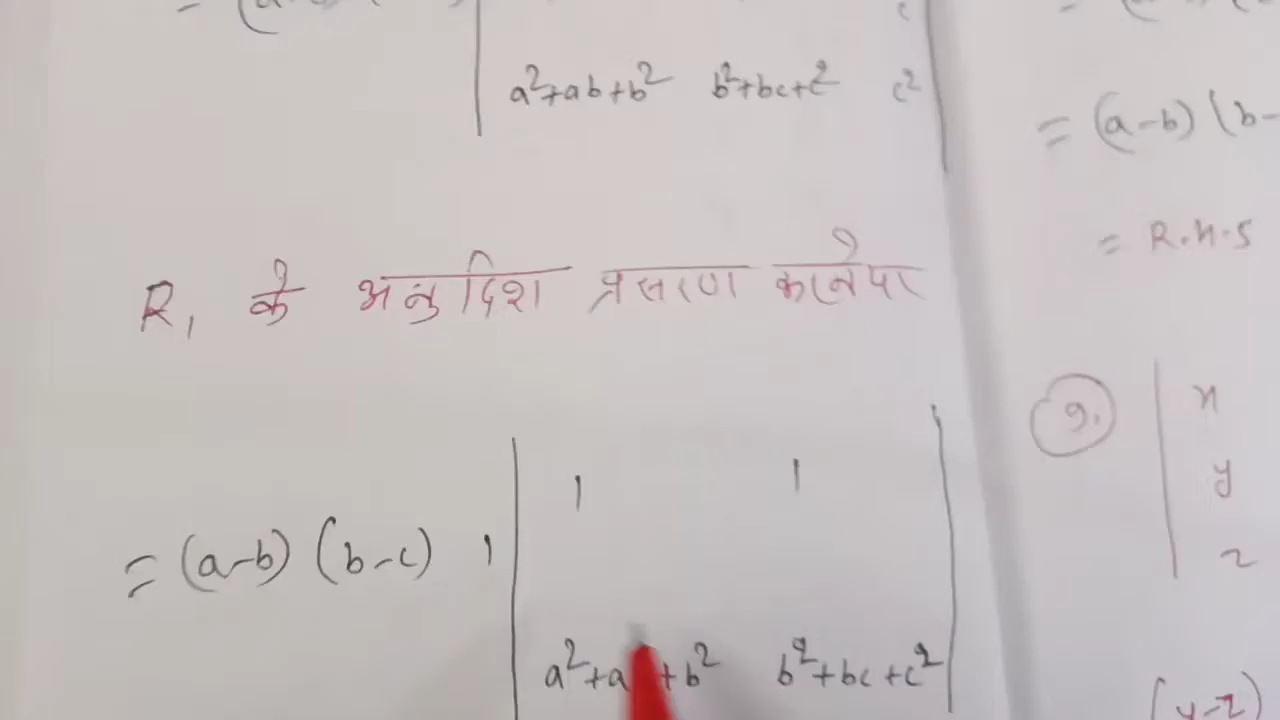 c
a²+ab+b² b²+bc+c² c²
R₁ के अनुदिश प्रसरण करनेपर
1 1
= (a-b) (b-c) 1
a²+a +b² b²+bc+c²
= (a-b) (b-
= R.H.S
9. x
y
z
(y-z)